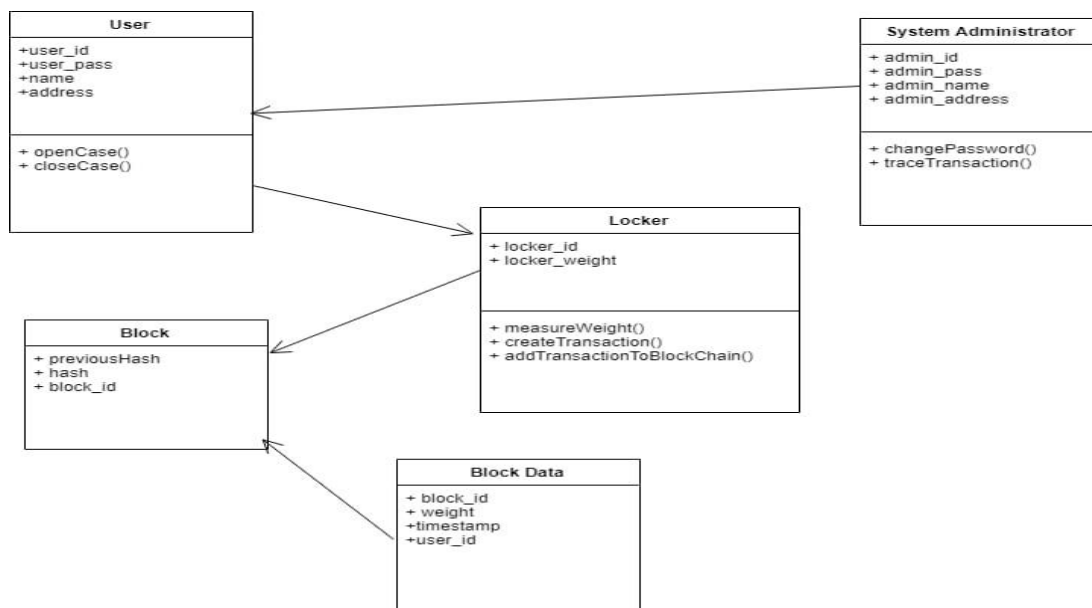 User
+user_id
+user_pass
+name
+address
+ openCase()
+ closeCase()
System Administrator
+ admin_id
+ admin_pass
+ admin_name
+ admin_address
+ changePassword()
+ traceTransaction()
Locker
+ locker_id
+ locker_weight
+ measureWeight()
+ createTransaction()
+ addTransactionToBlockChain()
Block
+ previousHash
+ hash
+ block_id
Block Data
+ block_id
+ weight
+timestamp
+user_id